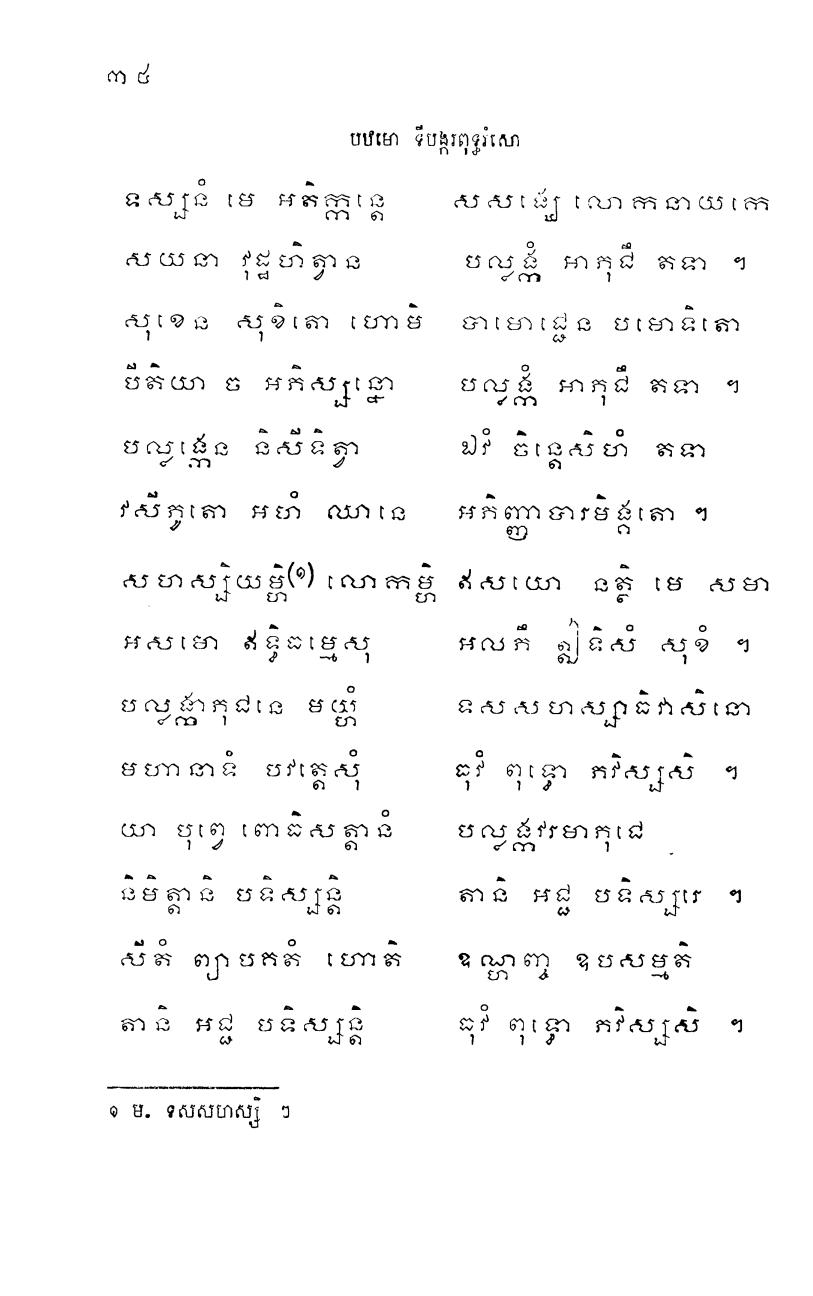 ៣៤
បឋមោ ទីបង្ករពុទ្ធវំសោ
ទស្សនំ មេ អតិក្កន្តេ សសង្ឃេ លោកនាយកេ
សយនា វុដ្ឋហិត្វាន បល្លង្កំ អាភុជឹ តទា ។
សុខេន សុខិតោ ហោមិ បាមោជ្ជេន បមោទិតោ
បីតិយា ច អភិស្សន្នោ បល្លង្កំ អាភុជឹ តទា ។
បល្លង្កេន និសីទិត្វា ឯវំ ចិន្តេសិហំ តទា
វសីភូតោ អហំ ឈានេ អភិញ្ញាបារមិង្គតោ ។
សហស្សិយម្ហិ(១) លោកម្ហិ ឥសយោ នត្ថិ មេ សមា
អសមោ ឥទ្ធិធម្មេសុ អលភឹ ឦទិសំ សុខំ ។
បល្លង្កាភុជនេ មយ្ហំ ទសសហស្សាធិវាសិនោ
មហានាទំ បវត្តេសុំ ធុវំ ពុទ្ធោ ភវិស្សសិ ។
យា បុព្វេ ពោធិសត្តានំ បល្លង្កវរមាភុជេ
និមិត្តានិ បទិស្សន្តិ តានិ អជ្ជ បទិស្សរេ ។
សីតំ ព្យាបគតំ ហោតិ ឧណ្ហញ្ច ឧបសម្មតិ
តានិ អជ្ជ បទិស្សន្តិ ធុវំ ពុទ្ធោ ភវិស្សសិ ។
១ ម. ទសសហស្សិ ។